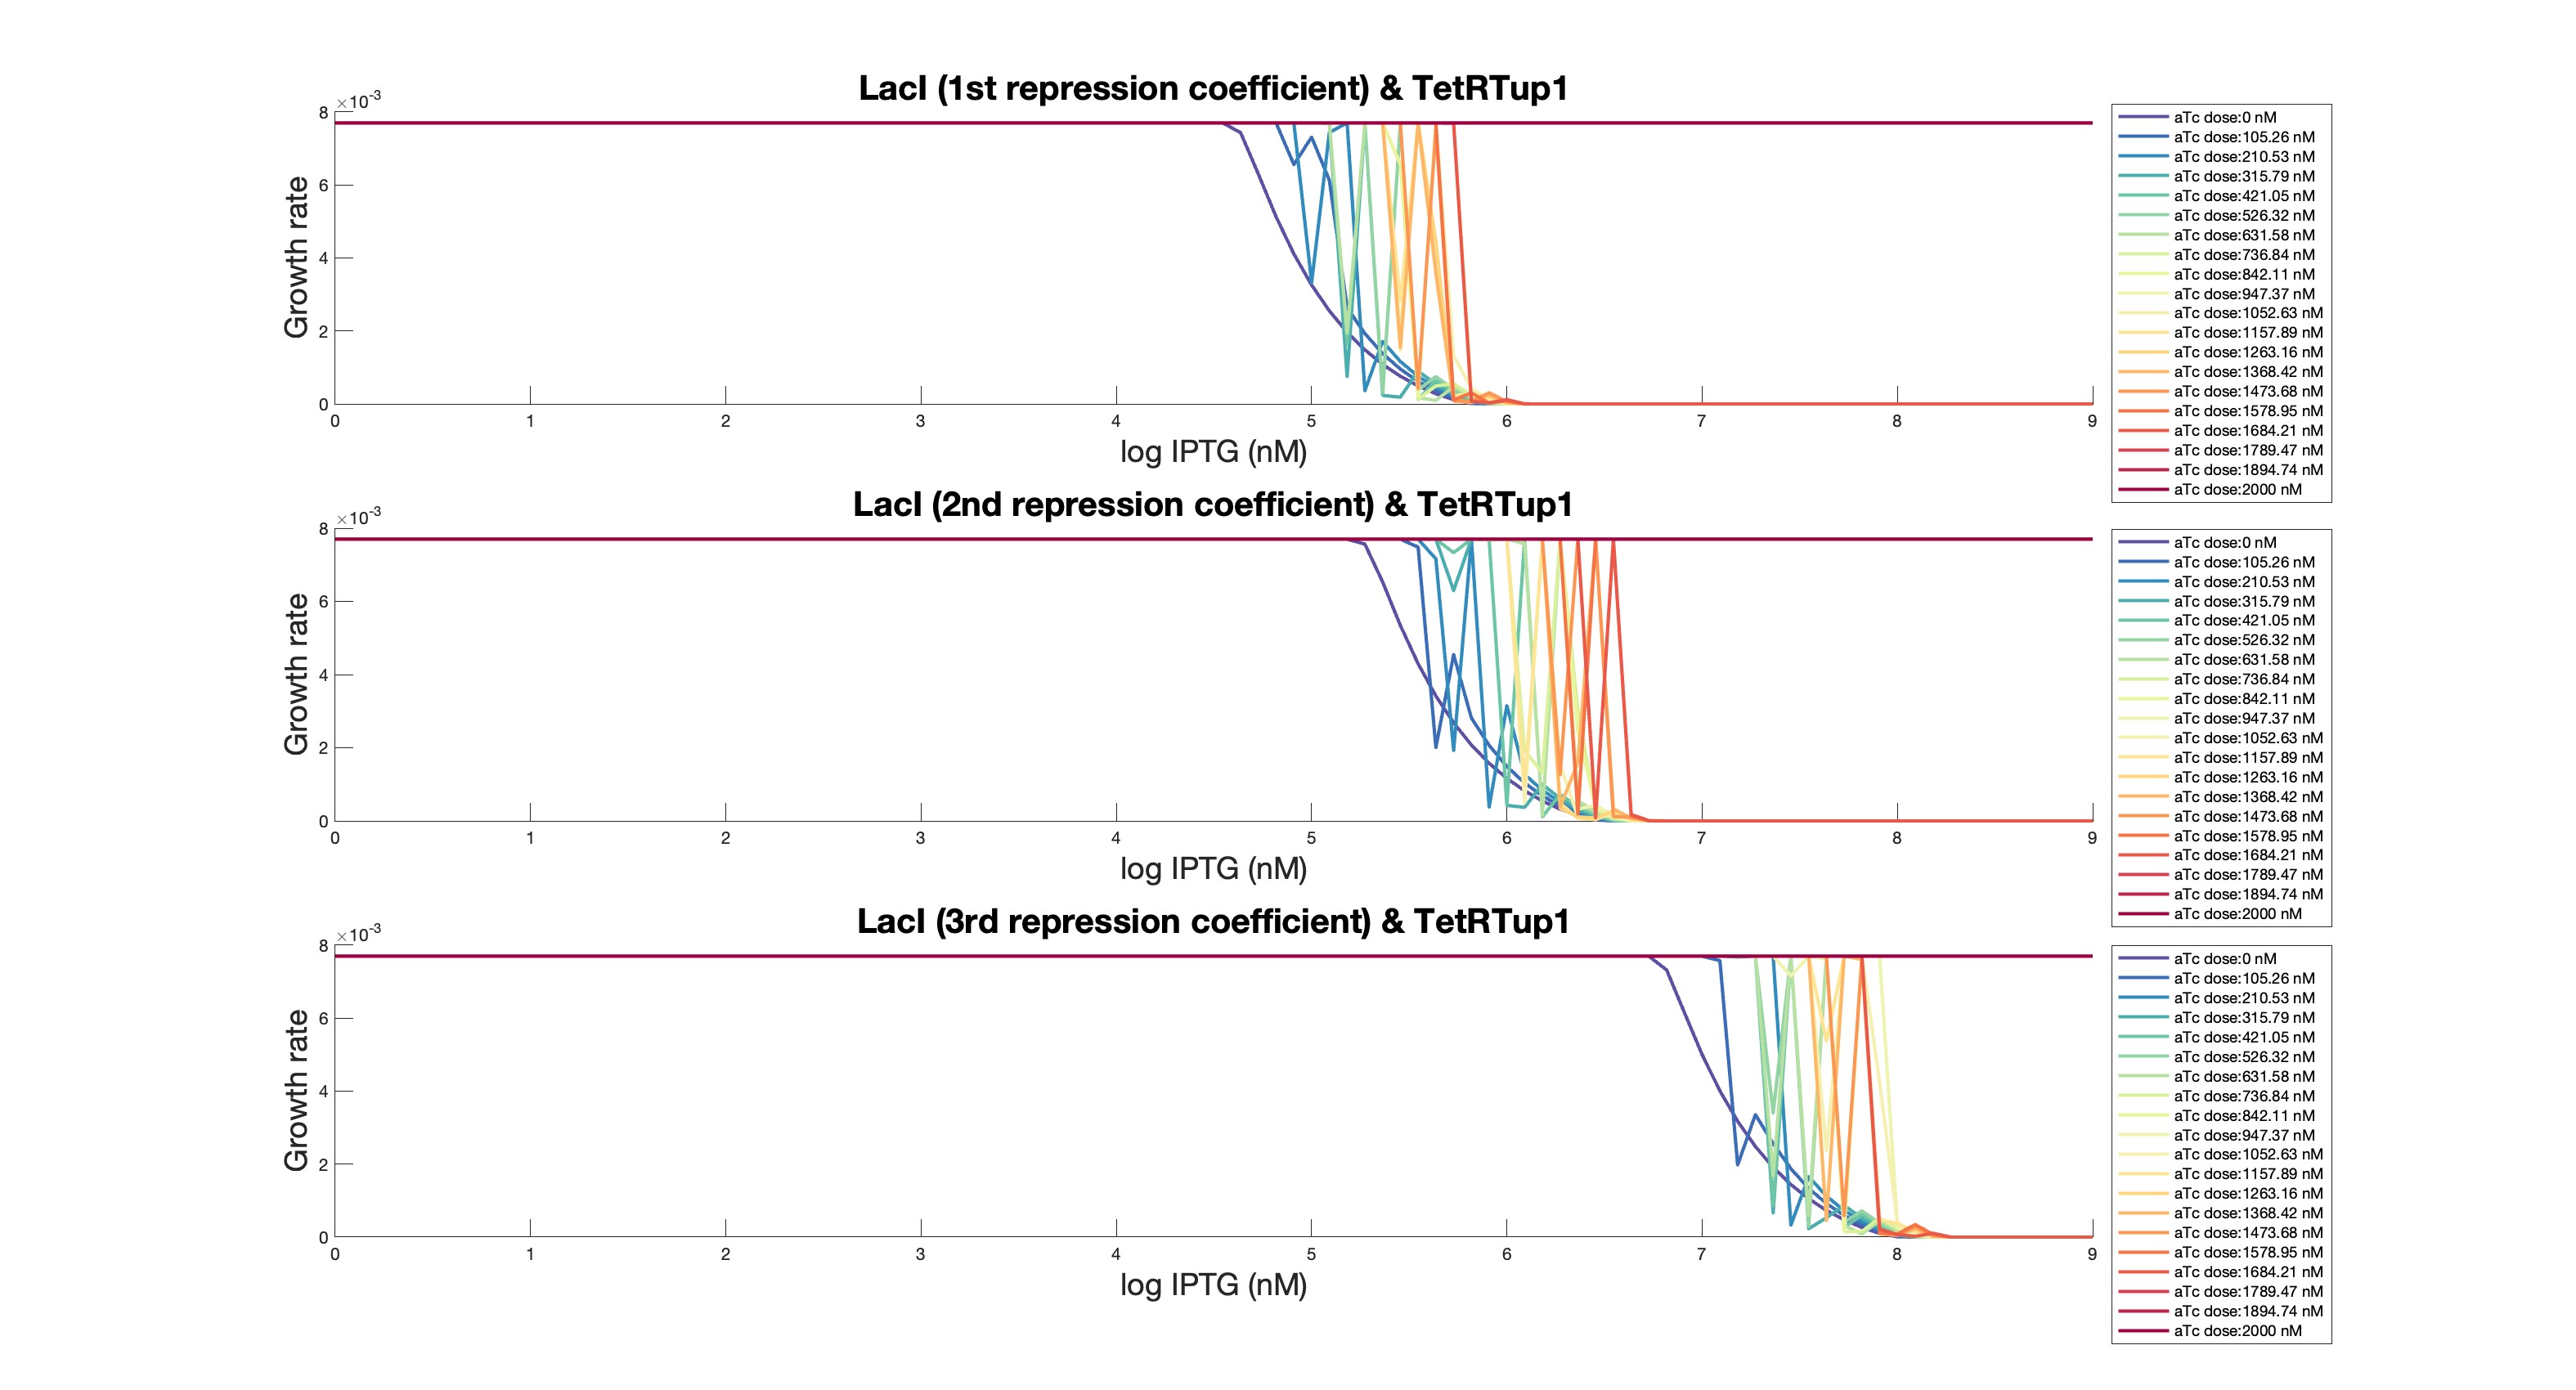 LacI (1st repression coefficient) & TetRTup1
×10-3
8
6
4
2
0
Growth rate
0 1 2 3 4 5 6 7 8 9
log IPTG (nM)
aTc dose:0 nM
aTc dose:105.26 nM
aTc dose:210.53 nM
aTc dose:315.79 nM
aTc dose:421.05 nM
aTc dose:526.32 nM
aTc dose:631.58 nM
aTc dose:736.84 nM
aTc dose:842.11 nM
aTc dose:947.37 nM
aTc dose:1052.63 nM
aTc dose:1157.89 nM
aTc dose:1263.16 nM
aTc dose:1368.42 nM
aTc dose:1473.68 nM
aTc dose:1578.95 nM
aTc dose:1684.21 nM
aTc dose:1789.47 nM
aTc dose:1894.74 nM
aTc dose:2000 nM
LacI (2nd repression coefficient) & TetRTup1
×10-3
8
6
4
2
0
Growth rate
0 1 2 3 4 5 6 7 8 9
log IPTG (nM)
aTc dose:0 nM
aTc dose:105.26 nM
aTc dose:210.53 nM
aTc dose:315.79 nM
aTc dose:421.05 nM
aTc dose:526.32 nM
aTc dose:631.58 nM
aTc dose:736.84 nM
aTc dose:842.11 nM
aTc dose:947.37 nM
aTc dose:1052.63 nM
aTc dose:1157.89 nM
aTc dose:1263.16 nM
aTc dose:1368.42 nM
aTc dose:1473.68 nM
aTc dose:1578.95 nM
aTc dose:1684.21 nM
aTc dose:1789.47 nM
aTc dose:1894.74 nM
aTc dose:2000 nM
LacI (3rd repression coefficient) & TetRTup1
×10-3
8
6
4
2
0
Growth rate
0 1 2 3 4 5 6 7 8 9
log IPTG (nM)
aTc dose:0 nM
aTc dose:105.26 nM
aTc dose:210.53 nM
aTc dose:315.79 nM
aTc dose:421.05 nM
aTc dose:526.32 nM
aTc dose:631.58 nM
aTc dose:736.84 nM
aTc dose:842.11 nM
aTc dose:947.37 nM
aTc dose:1052.63 nM
aTc dose:1157.89 nM
aTc dose:1263.16 nM
aTc dose:1368.42 nM
aTc dose:1473.68 nM
aTc dose:1578.95 nM
aTc dose:1684.21 nM
aTc dose:1789.47 nM
aTc dose:1894.74 nM
aTc dose:2000 nM